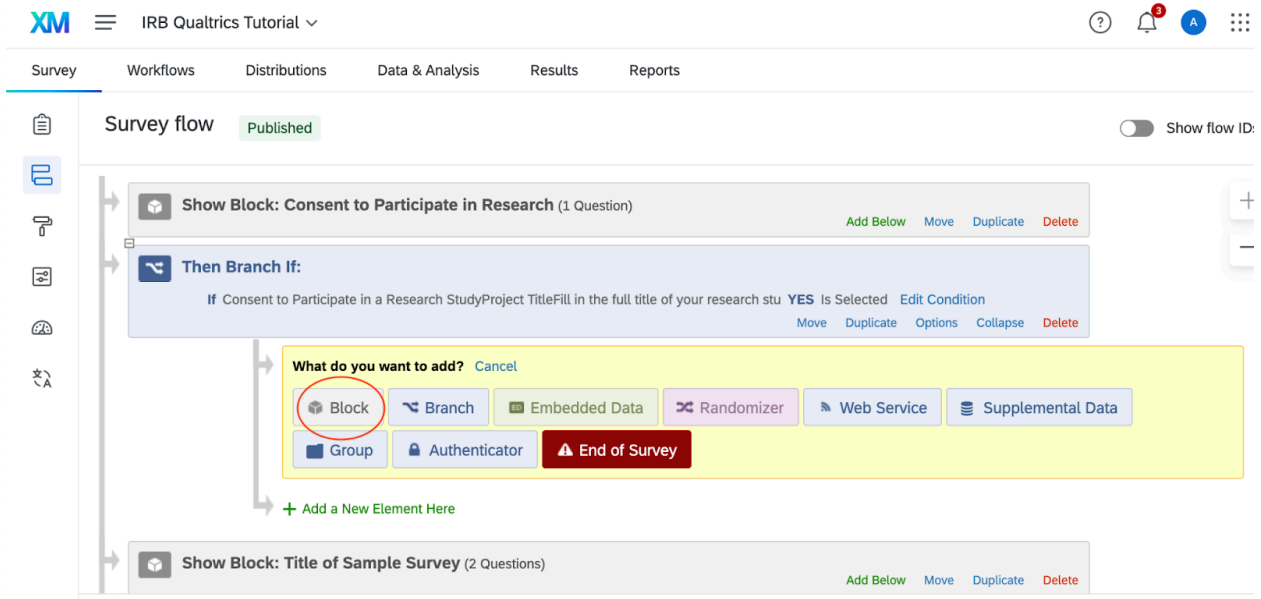 XM IRB Qualtrics Tutorial 3 A
Survey Workflows Distributions Data & Analysis Results Reports
Survey flow Published Show flow IDs
Show Block: Consent to Participate in Research (1 Question)
Add Below Move Duplicate Delete
Then Branch If:
If Consent to Participate in a Research StudyProject TitleFill in the full title of your research stu YES Is Selected Edit Condition
Move Duplicate Options Collapse Delete
What do you want to add? Cancel
Block Branch ED Embedded Data Randomizer Web Service Supplemental Data
Group Authenticator End of Survey
+ Add a New Element Here
Show Block: Title of Sample Survey (2 Questions)
Add Below Move Duplicate Delete